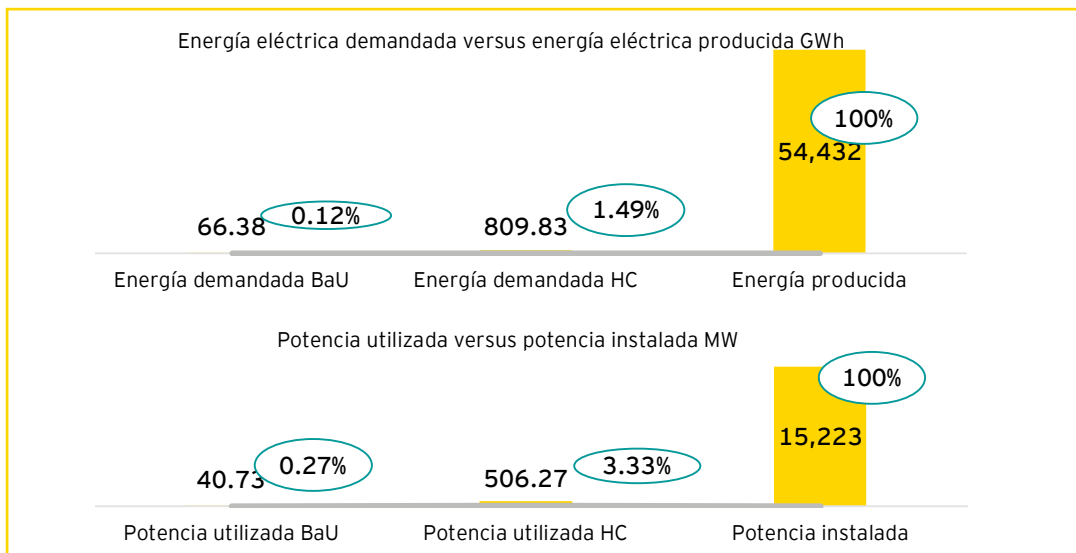 Energía eléctrica demandada versus energía eléctrica producida GWh
100%
54,432
66.38 0.12% 809.83 1.49%
Energía demandada BaU Energía demandada HC Energía producida
Potencia utilizada versus potencia instalada MW
100%
15,223
40.73 0.27% 506.27 3.33%
Potencia utilizada BaU Potencia utilizada HC Potencia instalada